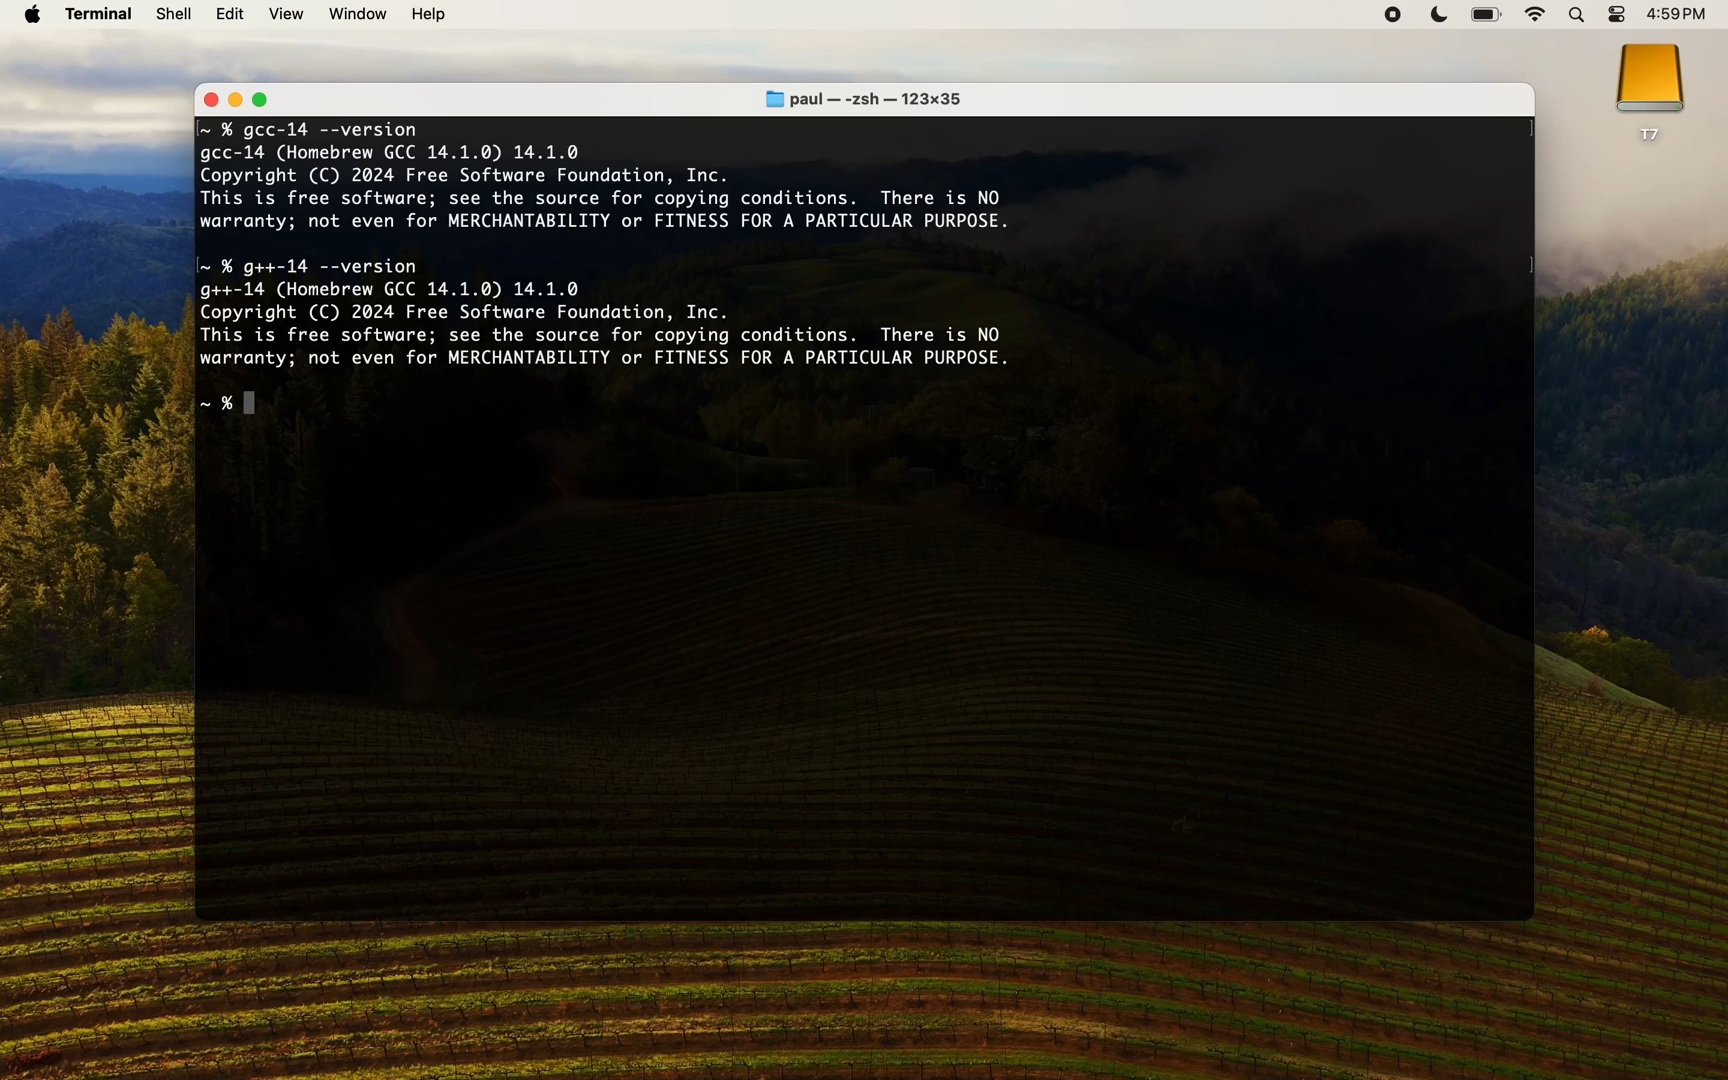 Terminal Shell Edit View Window Help 4:59 PM
paul — -zsh — 123×35
T7
~ % gcc-14 --version
gcc-14 (Homebrew GCC 14.1.0) 14.1.0
Copyright (C) 2024 Free Software Foundation, Inc.
This is free software; see the source for copying conditions.  There is NO
warranty; not even for MERCHANTABILITY or FITNESS FOR A PARTICULAR PURPOSE.
~ % g++-14 --version
g++-14 (Homebrew GCC 14.1.0) 14.1.0
Copyright (C) 2024 Free Software Foundation, Inc.
This is free software; see the source for copying conditions.  There is NO
warranty; not even for MERCHANTABILITY or FITNESS FOR A PARTICULAR PURPOSE.
~ %